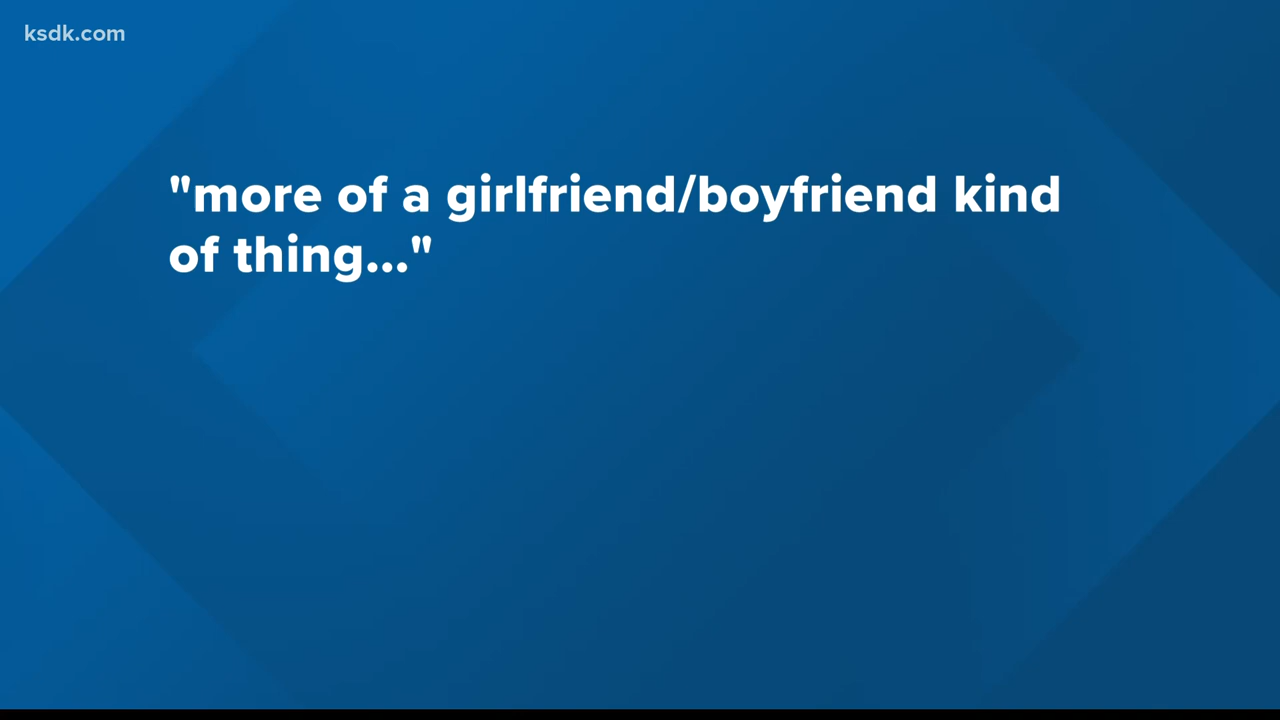 ksdk.com
"more of a girlfriend/boyfriend kind
of thing..."